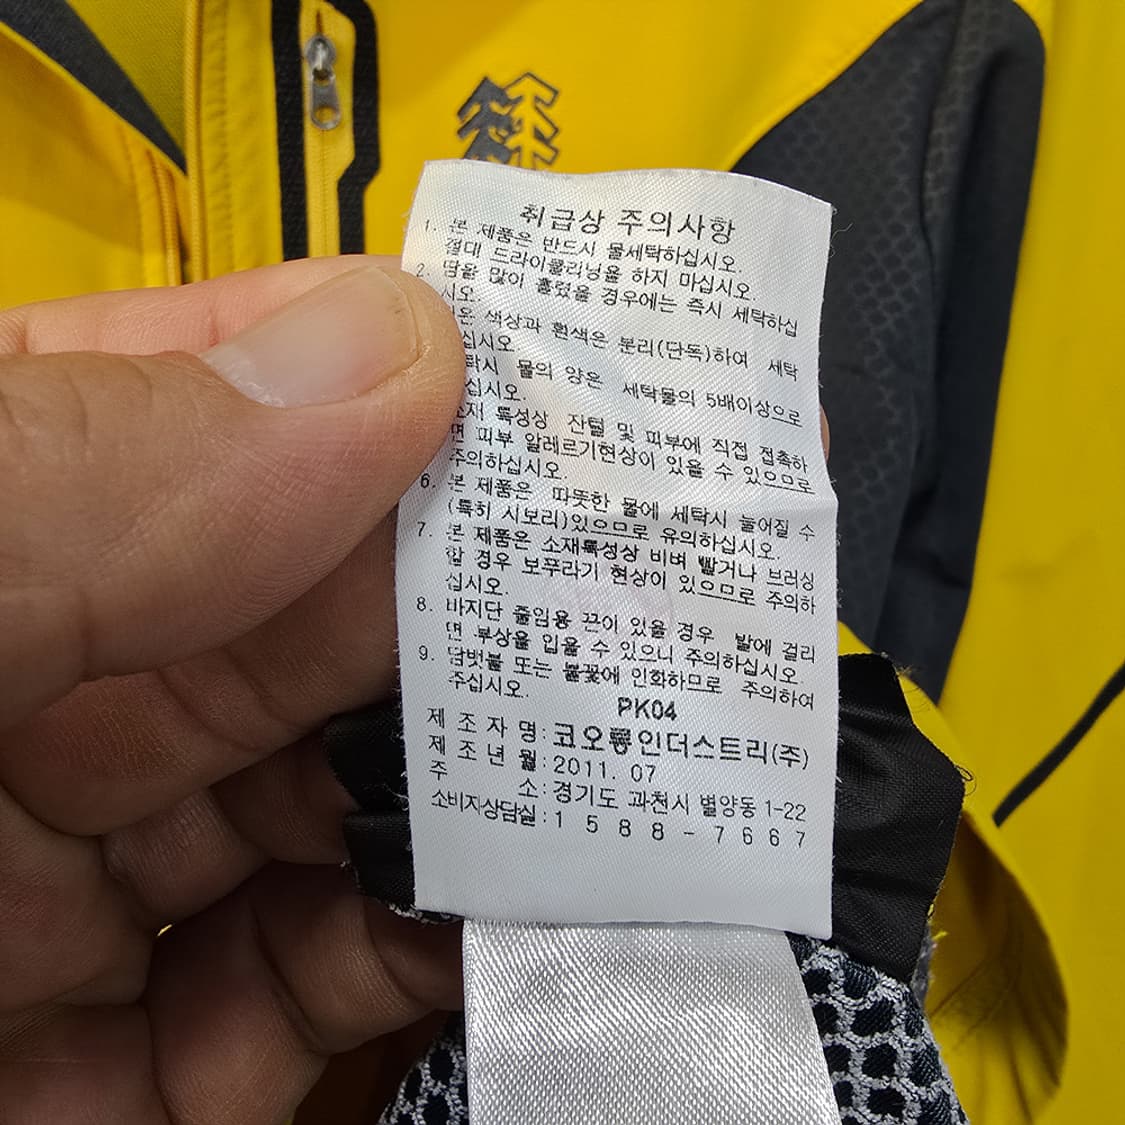 취급상 주의사항
1. 본 제품은 반드시 물세탁하십시오.
절대 드라이클리닝을 하지 마십시오.
2. 땀을 많이 흘렸을 경우에는 즉시 세탁하십
시오.
은 색상과 흰색은 분리(단독)하여 세탁
십시오.
탁시 물의 양은 세탁물의 5배이상으로
십시오.
소재 특성상 잔털 및 피부에 직접 접촉하
면 피부 알레르기현상이 있을 수 있으므로
주의하십시오.
6. 본 제품은 따뜻한 물에 세탁시 늘어질 수
(특히 시보리)있으므로 유의하십시오.
7. 본 제품은 소재특성상 비벼 빨거나 브러싱
할 경우 보푸라기 현상이 있으므로 주의하
십시오.
8. 바지단 줄임용 끈이 있을 경우 발에 걸리
면 부상을 입을 수 있으니 주의하십시오.
9. 담뱃불 또는 불꽃에 인화하므로 주의하여
주십시오.
PK04
제 조 자 명: 코오롱인더스트리(주)
제 조 년 월: 2011. 07
주 소: 경기도 과천시 별양동 1-22
소비자상담실: 1 5 8 8 - 7 6 6 7